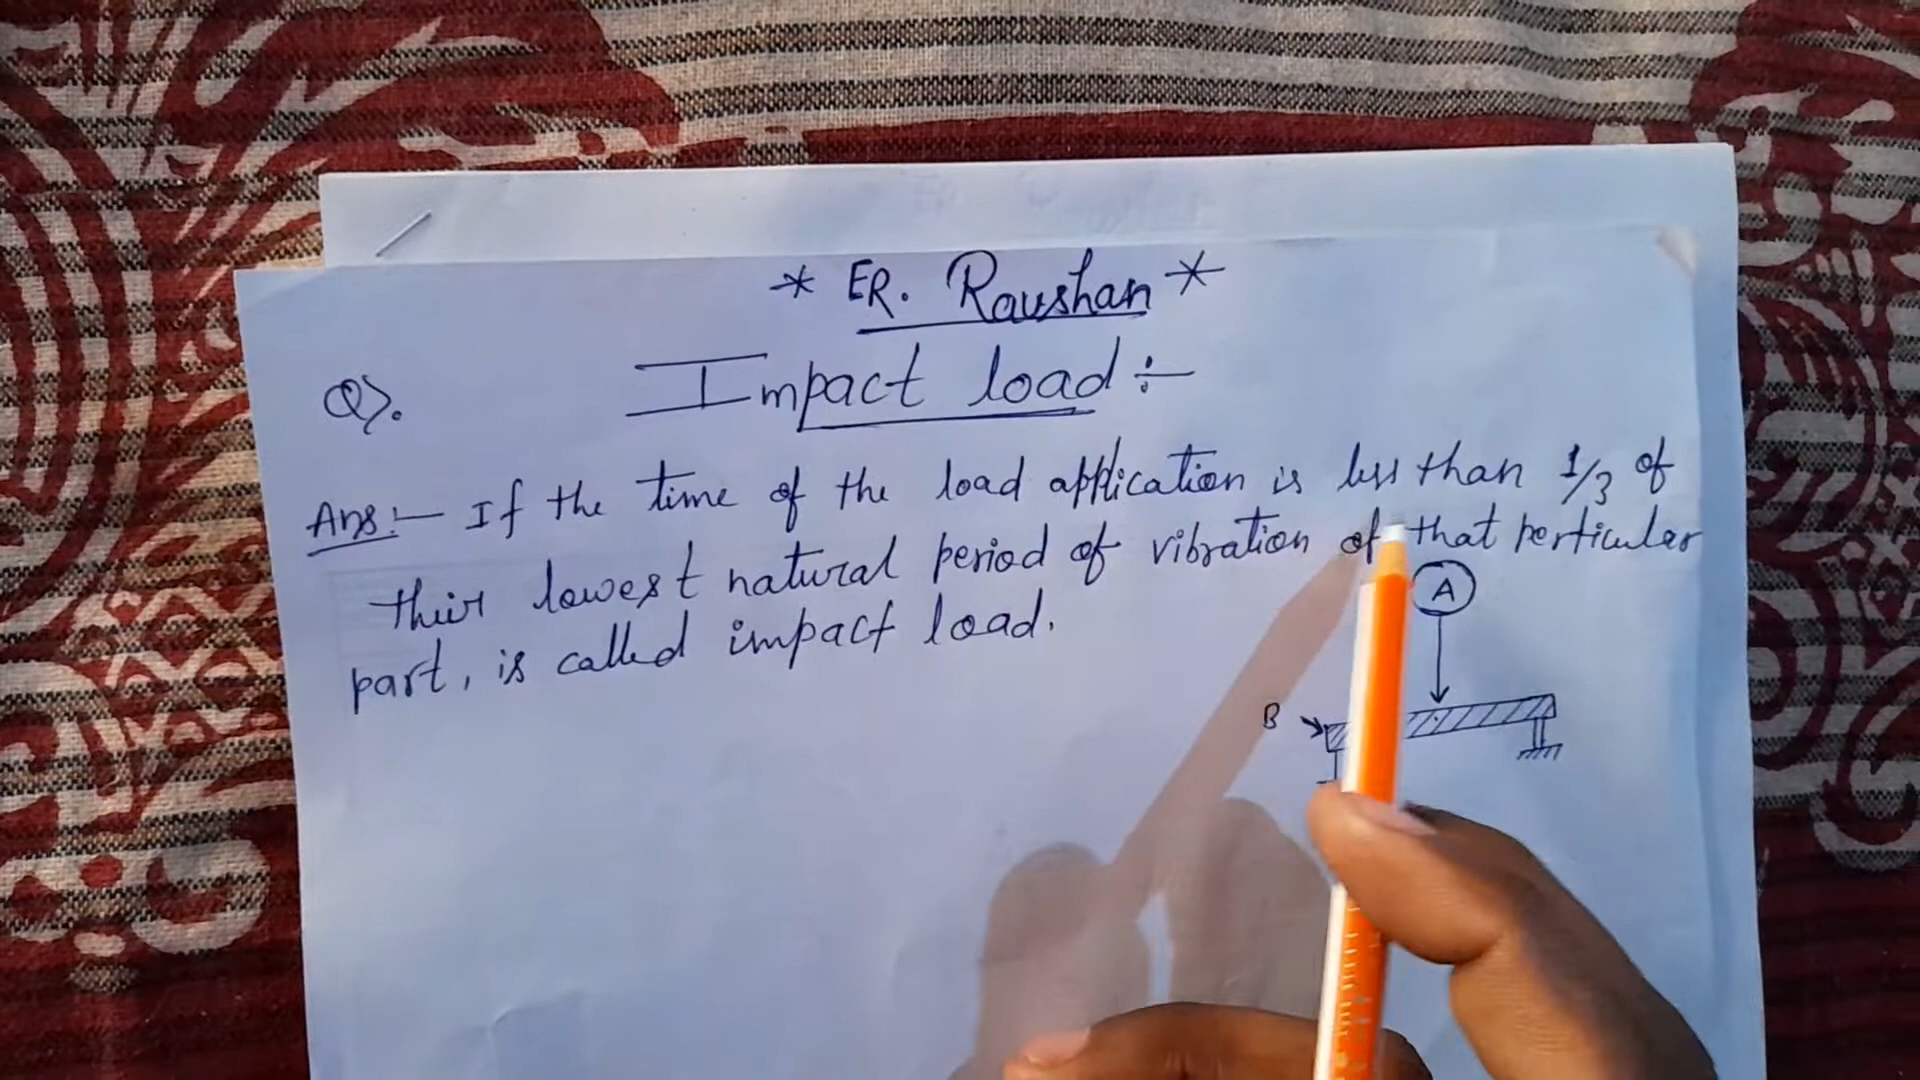 * ER. Raushan *
Q).
Impact load :-
Ans:- If the time of the load application is less than 1/3 of
their lowest natural period of vibration of that perticular
part, is called impact load.
A
B